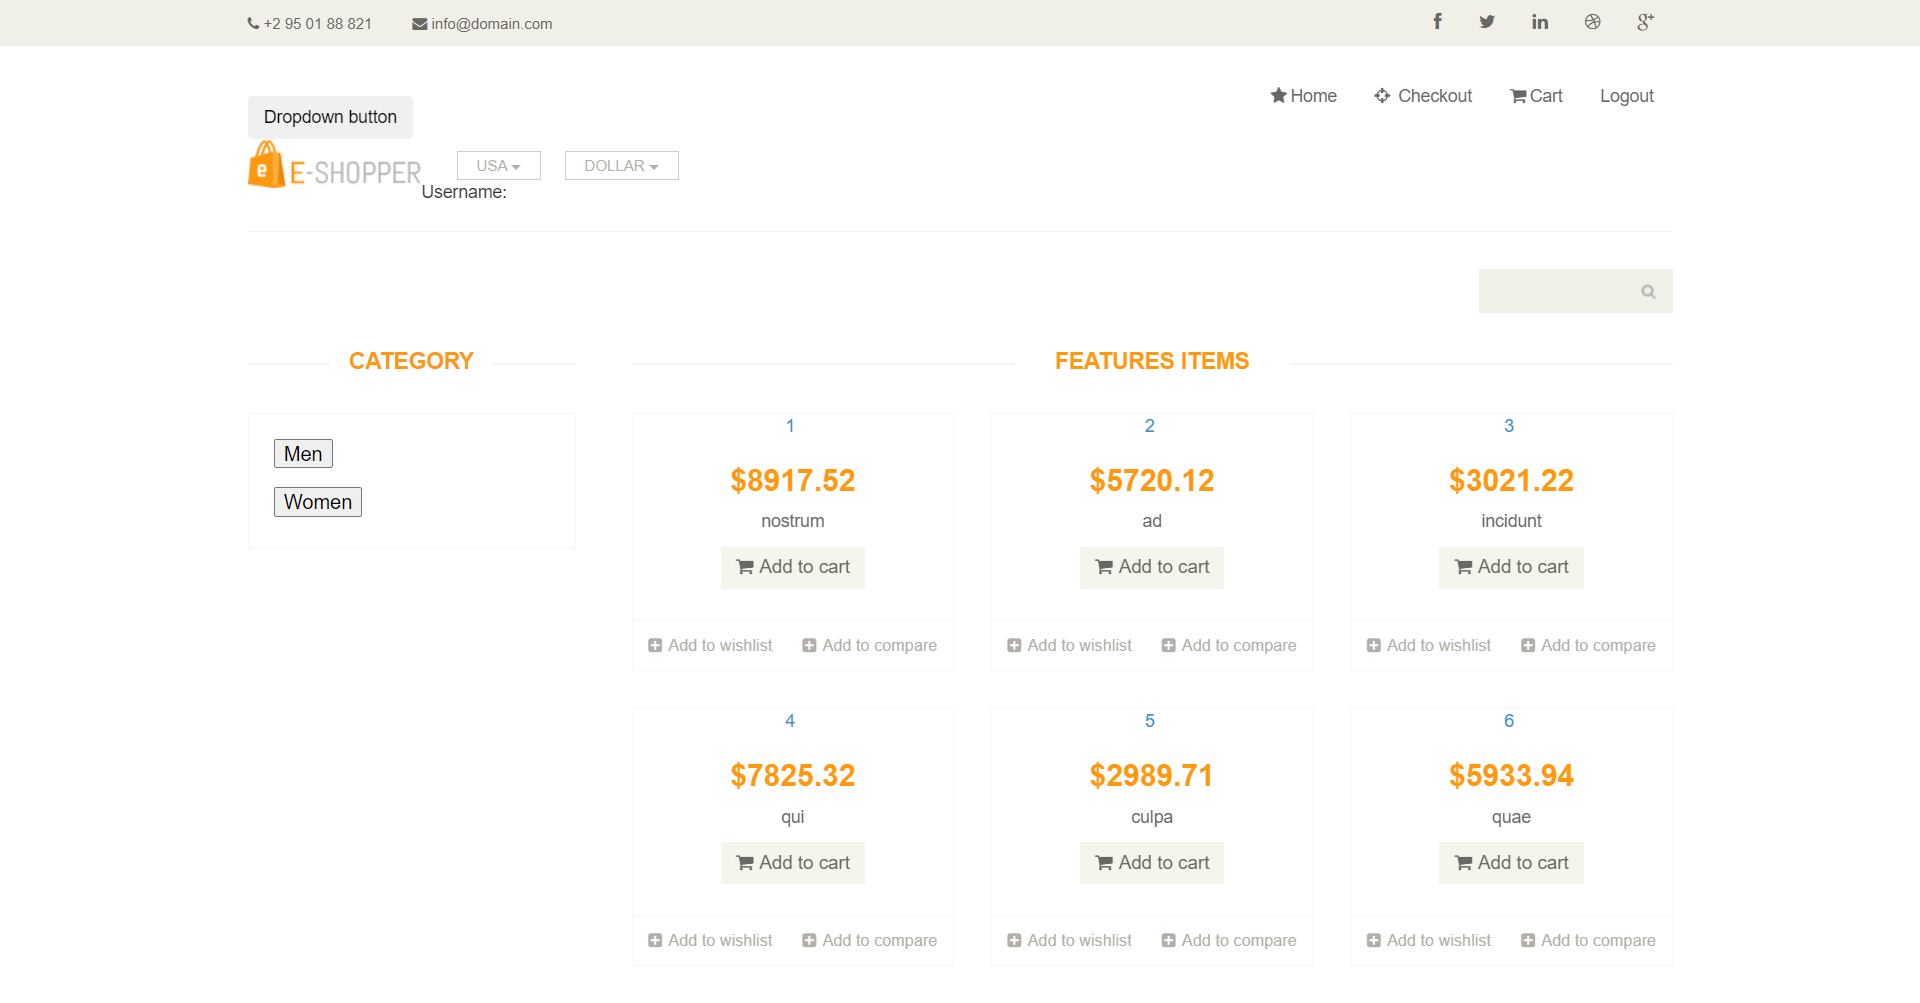 +2 95 01 88 821 info@domain.com
Home Checkout Cart Logout
Dropdown button
e E-SHOPPER USA DOLLAR
Username:
CATEGORY FEATURES ITEMS
1 2 3
Men
$8917.52 $5720.12 $3021.22
Women
nostrum ad incidunt
Add to cart Add to cart Add to cart
Add to wishlist Add to compare Add to wishlist Add to compare Add to wishlist Add to compare
4 5 6
$7825.32 $2989.71 $5933.94
qui culpa quae
Add to cart Add to cart Add to cart
Add to wishlist Add to compare Add to wishlist Add to compare Add to wishlist Add to compare